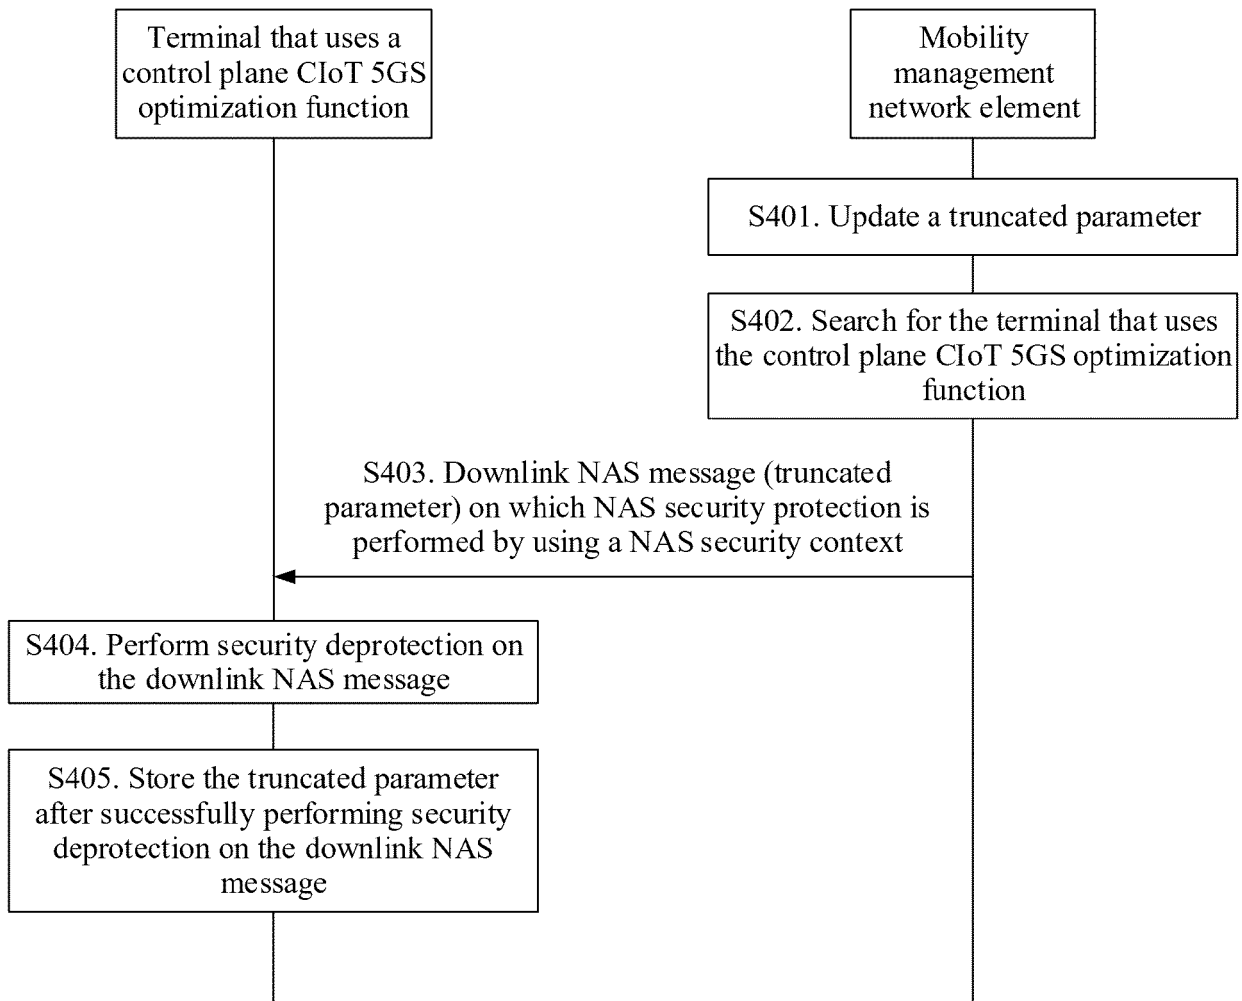 Terminal that uses a
control plane CIoT 5GS
optimization function
Mobility
management
network element
S401. Update a truncated parameter
S402. Search for the terminal that uses
the control plane CIoT 5GS optimization
function
S403. Downlink NAS message (truncated
parameter) on which NAS security protection is
performed by using a NAS security context
S404. Perform security deprotection on
the downlink NAS message
S405. Store the truncated parameter
after successfully performing security
deprotection on the downlink NAS
message